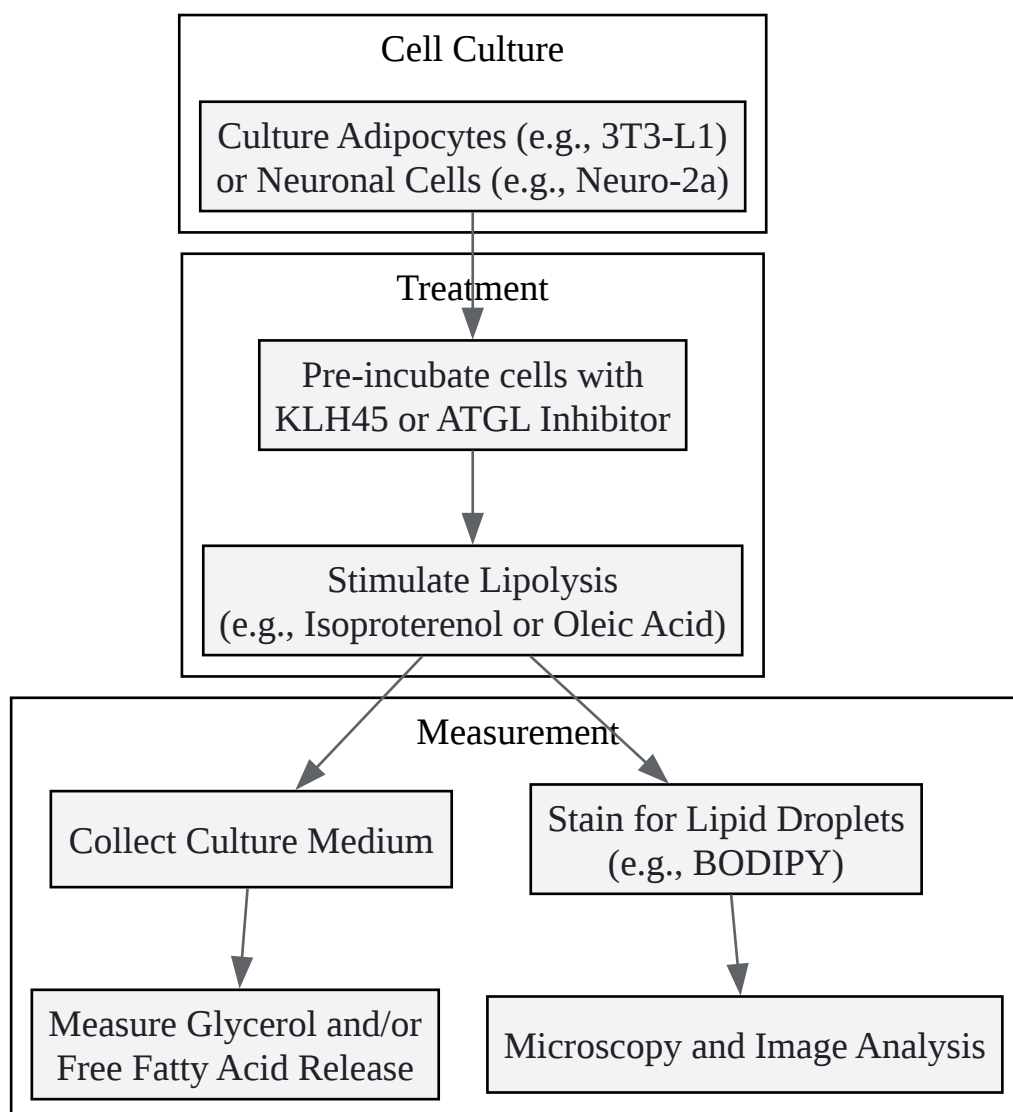 Cell Culture
Culture Adipocytes (e.g., 3T3-L1)
or Neuronal Cells (e.g., Neuro-2a)
Treatment
Pre-incubate cells with
KLH45 or ATGL Inhibitor
Stimulate Lipolysis
(e.g., Isoproterenol or Oleic Acid)
Measurement
Collect Culture Medium
Stain for Lipid Droplets
(e.g., BODIPY)
Measure Glycerol and/or
Free Fatty Acid Release
Microscopy and Image Analysis